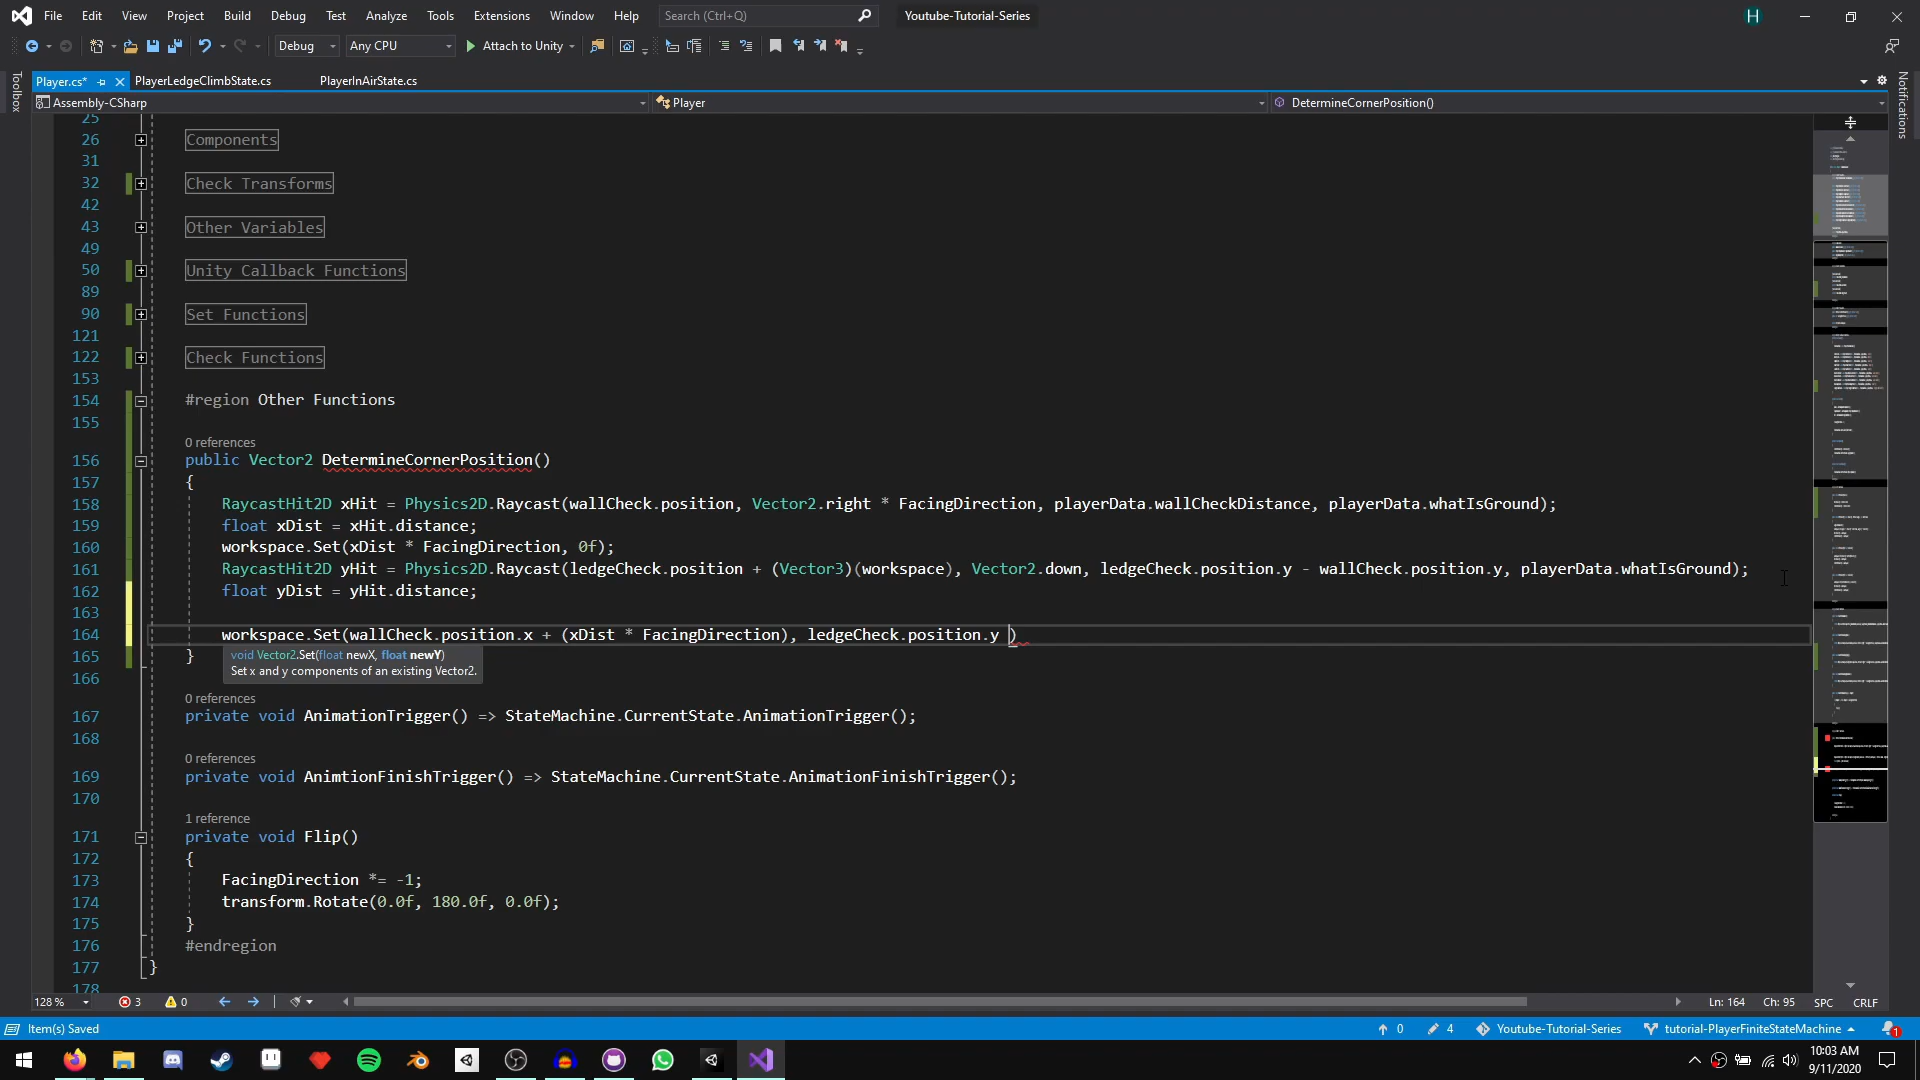 File Edit View Project Build Debug Test Analyze Tools Extensions Window Help Search (Ctrl+Q) Youtube-Tutorial-Series H
Debug Any CPU Attach to Unity
Toolbox
Notifications
Player.cs* PlayerLedgeClimbState.cs PlayerInAirState.cs
Assembly-CSharp Player DetermineCornerPosition()
25
26 Components
31
32 Check Transforms
42
43 Other Variables
49
50 Unity Callback Functions
89
90 Set Functions
121
122 Check Functions
153
154 #region Other Functions
155
0 references
156 public Vector2 DetermineCornerPosition()
157 {
158 RaycastHit2D xHit = Physics2D.Raycast(wallCheck.position, Vector2.right * FacingDirection, playerData.wallCheckDistance, playerData.whatIsGround);
159 float xDist = xHit.distance;
160 workspace.Set(xDist * FacingDirection, 0f);
161 RaycastHit2D yHit = Physics2D.Raycast(ledgeCheck.position + (Vector3)(workspace), Vector2.down, ledgeCheck.position.y - wallCheck.position.y, playerData.whatIsGround);
162 float yDist = yHit.distance;
163
164 workspace.Set(wallCheck.position.x + (xDist * FacingDirection), ledgeCheck.position.y )
165 }
void Vector2.Set(float newX, float newY)
Set x and y components of an existing Vector2.
166
0 references
167 private void AnimationTrigger() => StateMachine.CurrentState.AnimationTrigger();
168
0 references
169 private void AnimtionFinishTrigger() => StateMachine.CurrentState.AnimationFinishTrigger();
170
1 reference
171 private void Flip()
172 {
173 FacingDirection *= -1;
174 transform.Rotate(0.0f, 180.0f, 0.0f);
175 }
176 #endregion
177 }
178
128 % 3 0 Ln: 164 Ch: 95 SPC CRLF
Item(s) Saved 0 4 Youtube-Tutorial-Series tutorial-PlayerFiniteStateMachine 1
10:03 AM
9/11/2020